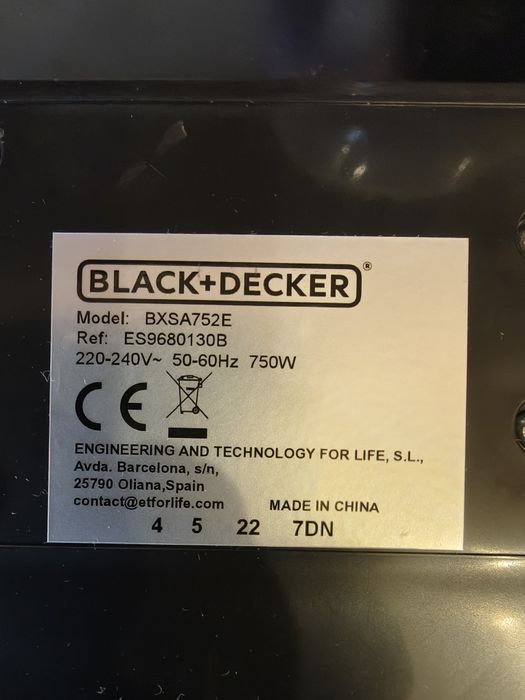 BLACK+DECKER®
Model: BXSA752E
Ref: ES9680130B
220-240V~ 50-60Hz 750W
CE
ENGINEERING AND TECHNOLOGY FOR LIFE, S.L.,
Avda. Barcelona, s/n,
25790 Oliana,Spain
contact@etforlife.com MADE IN CHINA
4 5 22 7DN